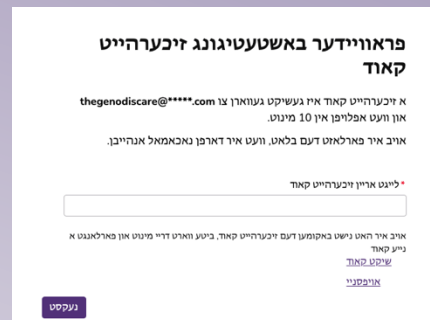 פראוויידער באשטעטיגונג זיכערהייט
קאוד
א זיכערהייט קאוד איז געשיקט געווארן צו thegenodiscare@*****.com
און וועט אפלויפן אין 10 מינוט.
אויב איר פארלאזט דעם בלאט, וועט איר דארפן נאכאמאל אנהייבן.
* לייגט אריין זיכערהייט קאוד
אויב איר האט נישט באקומען דעם זיכערהייט קאוד, ביטע ווארט דריי מינוט און פארלאנגט א
נייע קאוד
שיקט קאוד
אויפסניי
נעקסט